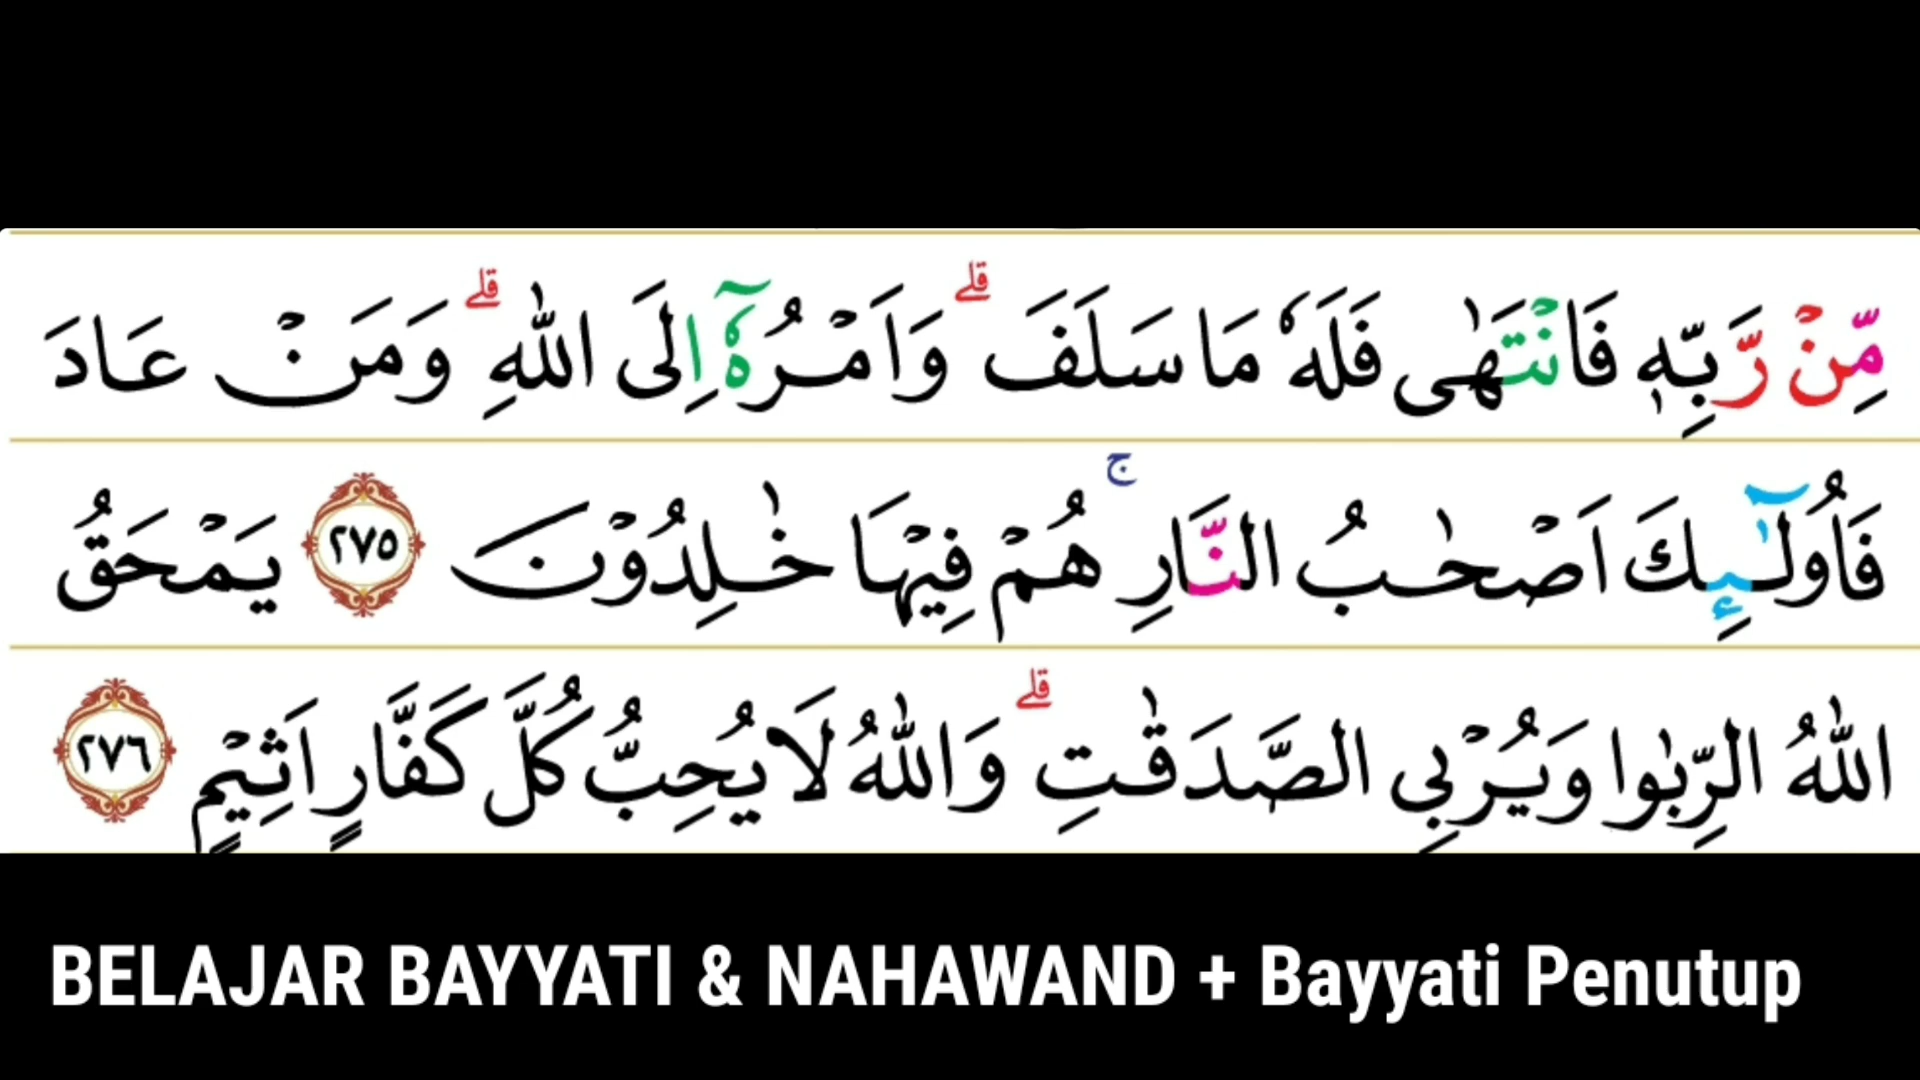 مِّنْ رَّبِّهٖ فَانْتَهٰى فَلَهٗ مَا سَلَفَ ۗ وَاَمْرُهٗٓ اِلَى اللّٰهِ ۗ وَمَنْ عَادَ
فَاُولٰۤىِٕكَ اَصْحٰبُ النَّارِ ۚ هُمْ فِيْهَا خٰلِدُوْنَ ٢٧٥ يَمْحَقُ
اللّٰهُ الرِّبٰوا وَيُرْبِى الصَّدَقٰتِ ۗ وَاللّٰهُ لَا يُحِبُّ كُلَّ كَفَّارٍ اَثِيْمٍ ٢٧٦
BELAJAR BAYYATI & NAHAWAND + Bayyati Penutup